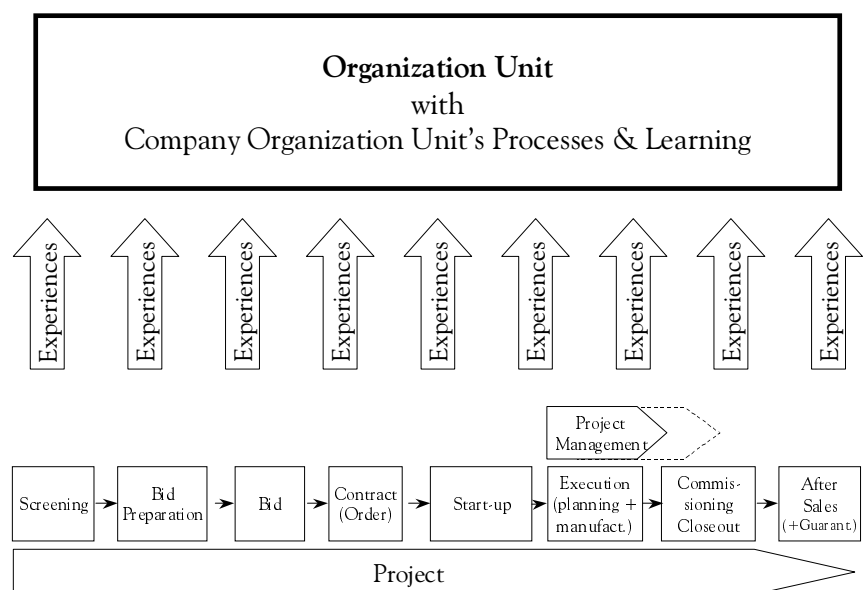 Organization Unit
with
Company Organization Unit's Processes & Learning
Experiences
Experiences
Experiences
Experiences
Experiences
Experiences
Experiences
Experiences
Experiences
Project
Management
Screening
Bid
Preparation
Bid
Contract
(Order)
Start-up
Execution
(planning +
manufact.)
Commis-
sioning
Closeout
After
Sales
(+Guarant.)
Project